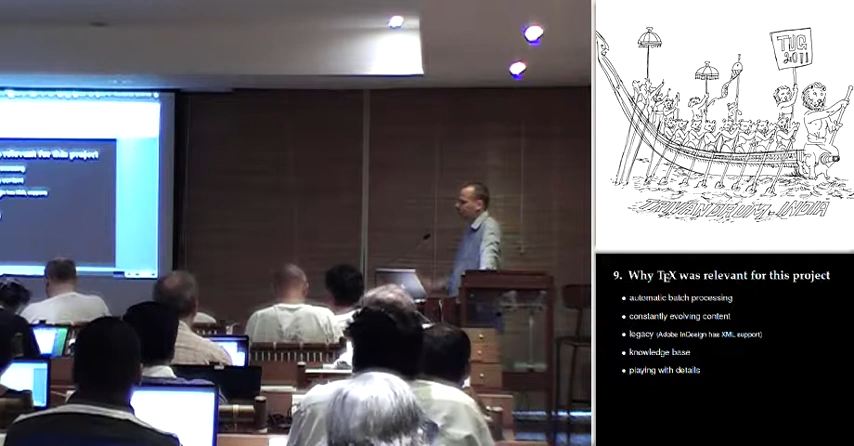 relevant for this project
TUG
2011
TRIVANDRUM-INDIA
9. Why TEX was relevant for this project
• automatic batch processing
• constantly evolving content
• legacy (Adobe InDesign has XML support)
• knowledge base
• playing with details